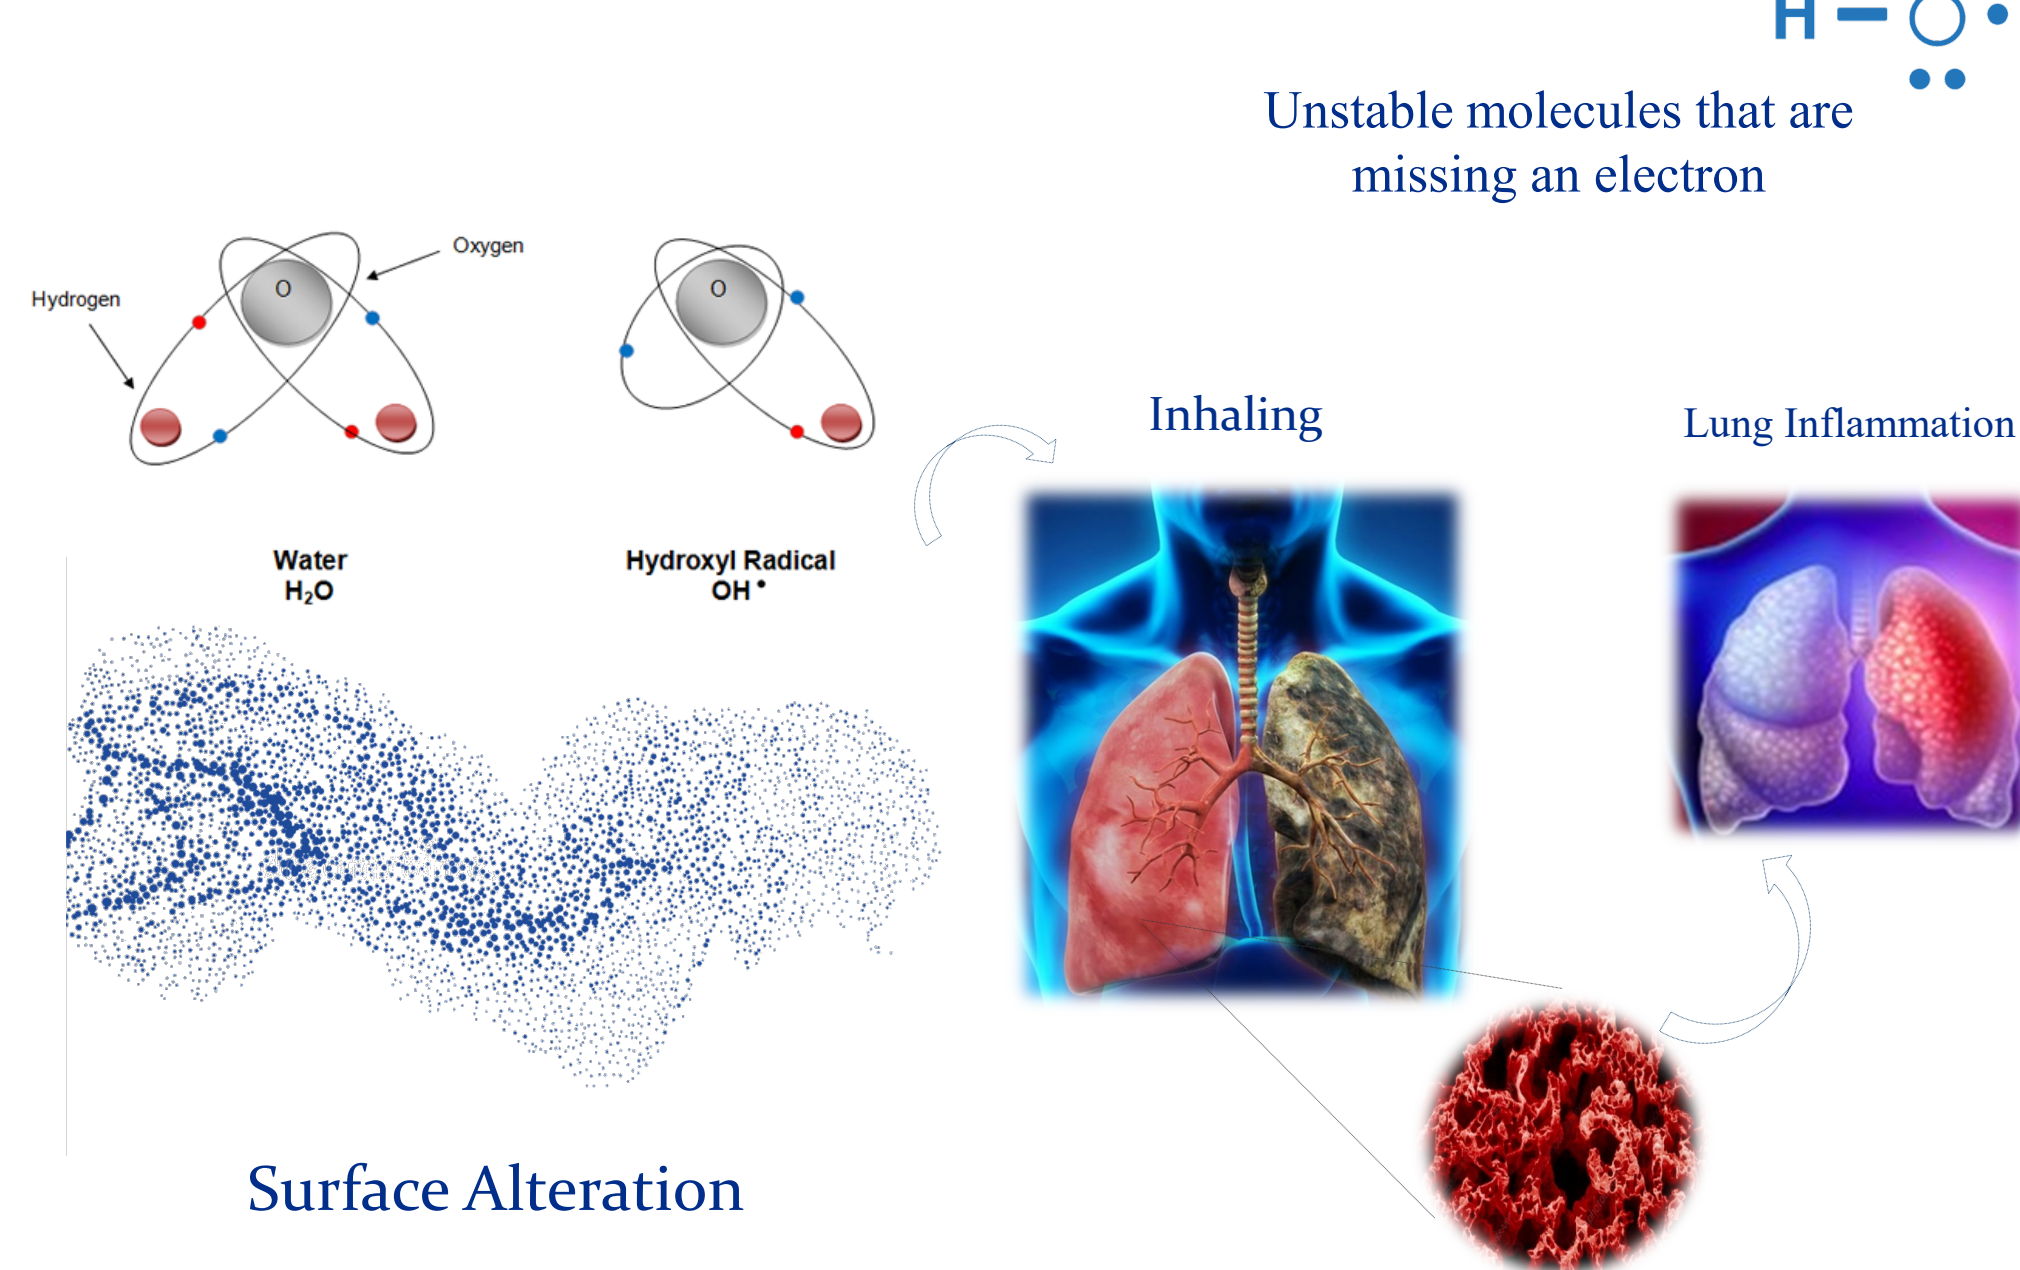 H
Unstable molecules that are
missing an electron
Oxygen
Hydrogen
O
O
Inhaling
Lung Inflammation
Water
H₂O
Hydroxyl Radical
OH •
Surface Alteration